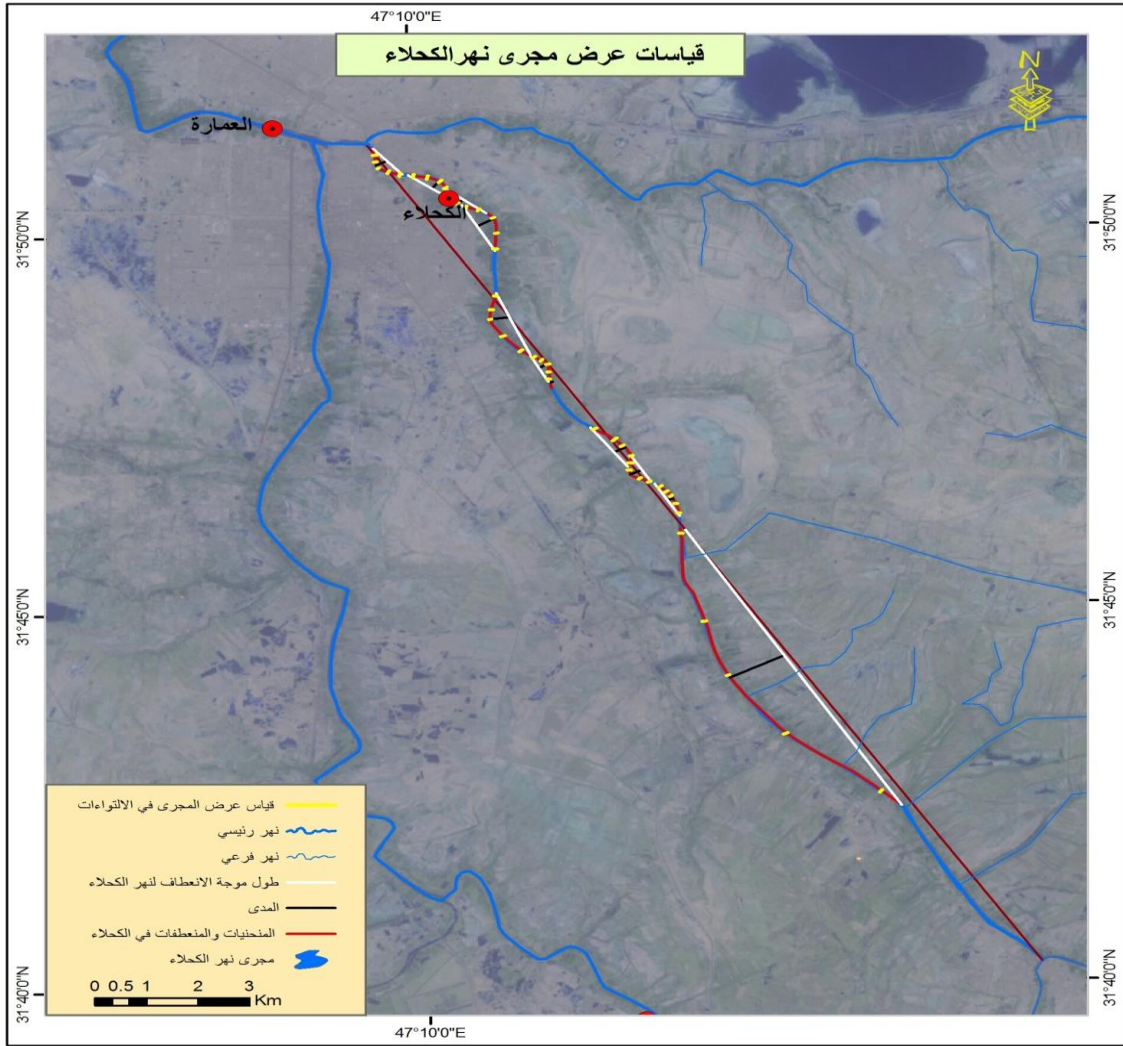 47°10'0"E
قياسات عرض مجرى نهرالكحلاء
N
العمارة
الكحلاء
31°50'0"N
31°50'0"N
31°45'0"N
31°45'0"N
قياس عرض المجرى في الالتواءات
نهر رئيسي
نهر فرعي
طول موجة الانعطاف لنهر الكحلاء
المدى
المنحنيات والمنعطفات في الكحلاء
مجرى نهر الكحلاء
0 0.5 1 2 3
Km
31°40'0"N
31°40'0"N
47°10'0"E